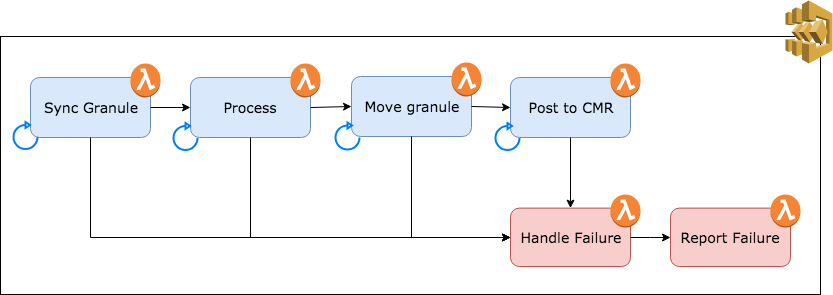 Sync Granule
Process
Move granule
Post to CMR
Handle Failure
Report Failure